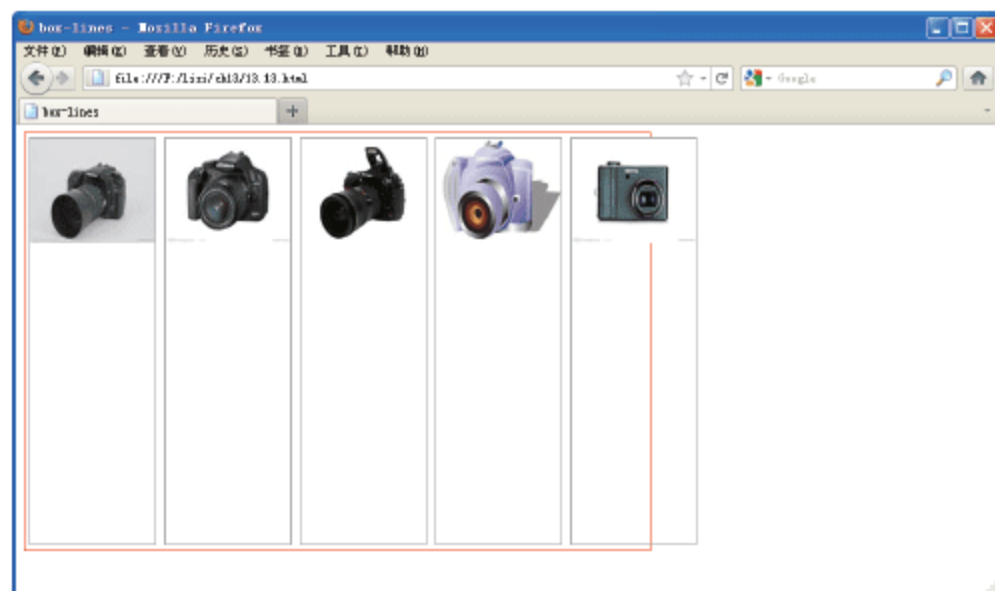 box-lines - Mozilla Firefox
文件(F) 编辑(E) 查看(V) 历史(S) 书签(B) 工具(T) 帮助(H)
file:///F:/lizi/ch13/13.13.html
Google
box-lines